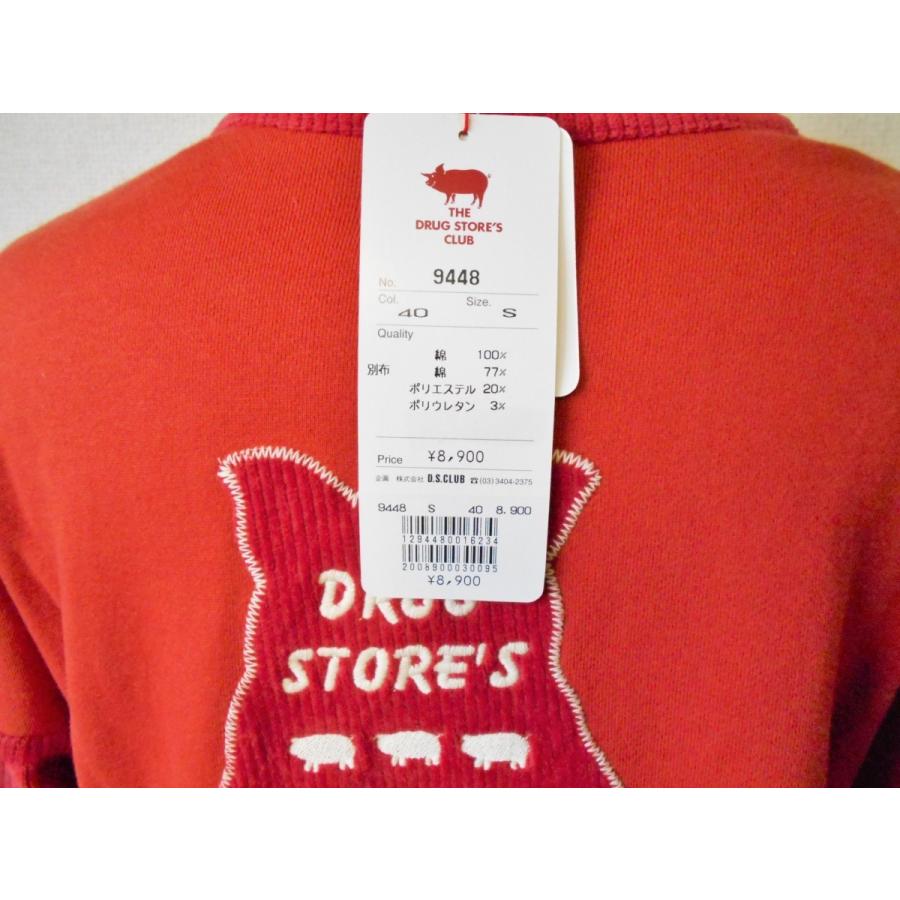 THE
DRUG STORE'S
CLUB
No. 9448
Col. 40 Size. S
Quality
綿 100%
別布 綿 77%
ポリエステル 20%
ポリウレタン 3%
Price ¥8,900
企画 株式会社 D.S.CLUB ☎(03)3404-2375
9448 S 40 8,900
1294480016234
2008900030095
¥8,900
DRUG
STORE'S